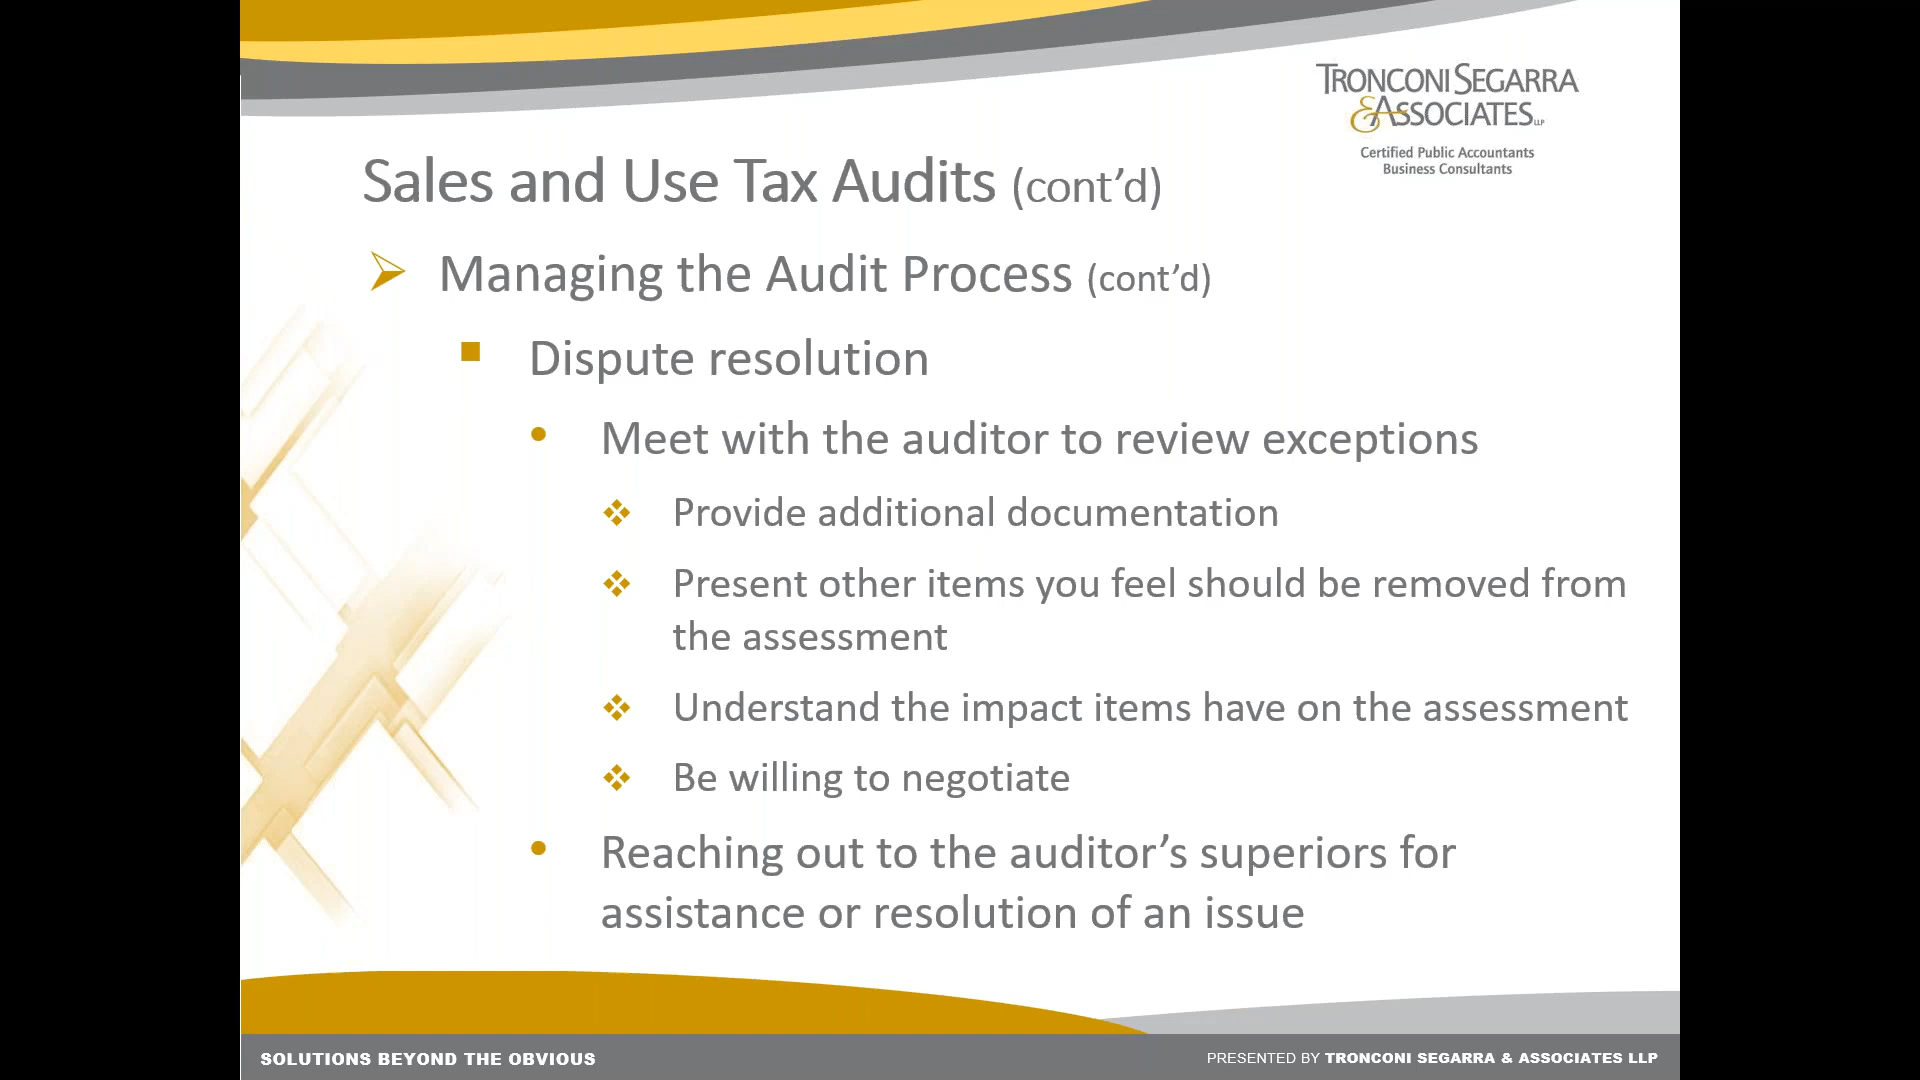 TRONCONI SEGARRA
& ASSOCIATES LLP
Certified Public Accountants
Business Consultants
Sales and Use Tax Audits (cont’d)
Managing the Audit Process (cont’d)
Dispute resolution
Meet with the auditor to review exceptions
Provide additional documentation
Present other items you feel should be removed from
the assessment
Understand the impact items have on the assessment
Be willing to negotiate
Reaching out to the auditor’s superiors for
assistance or resolution of an issue
SOLUTIONS BEYOND THE OBVIOUS
PRESENTED BY TRONCONI SEGARRA & ASSOCIATES LLP